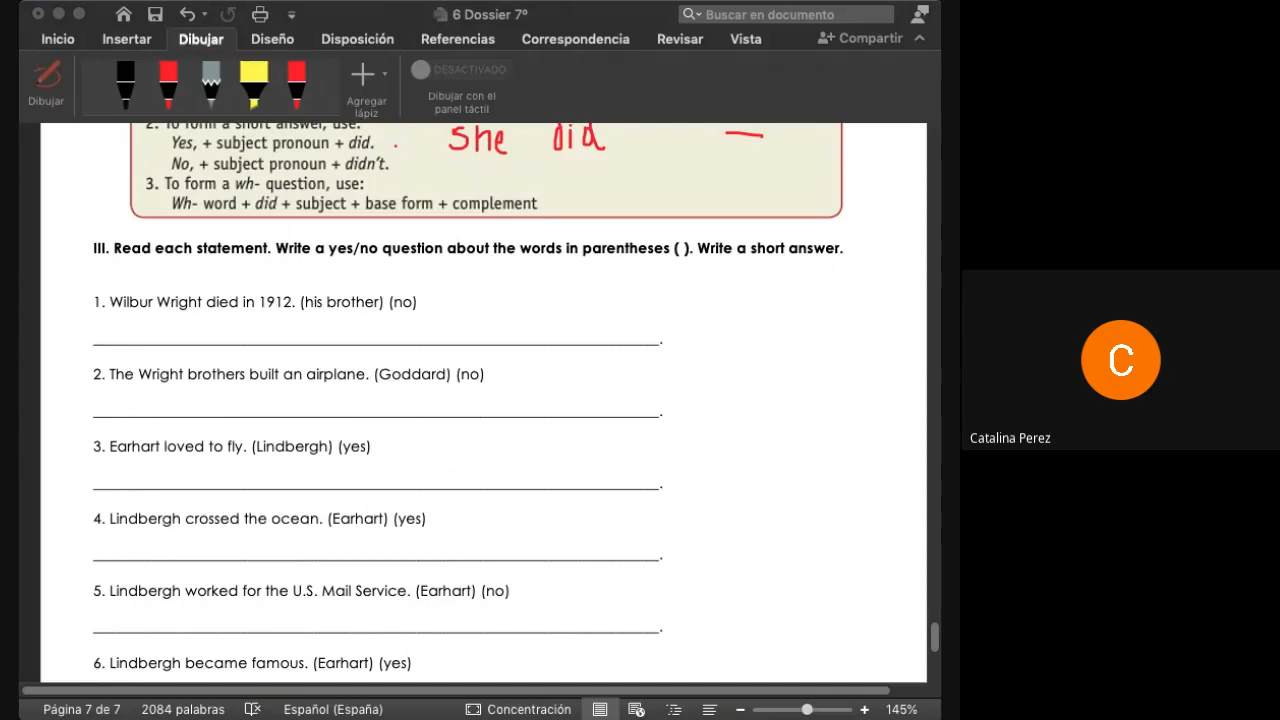 6 Dossier 7º
Buscar en documento
Inicio Insertar Dibujar Diseño Disposición Referencias Correspondencia Revisar Vista Compartir
DESACTIVADO
Dibujar
Agregar lápiz
Dibujar con el panel táctil
2. To form a short answer, use:
Yes, + subject pronoun + did.
she did
No, + subject pronoun + didn't.
3. To form a wh- question, use:
Wh- word + did + subject + base form + complement
III. Read each statement. Write a yes/no question about the words in parentheses ( ). Write a short answer.
1. Wilbur Wright died in 1912. (his brother) (no)
2. The Wright brothers built an airplane. (Goddard) (no)
3. Earhart loved to fly. (Lindbergh) (yes)
4. Lindbergh crossed the ocean. (Earhart) (yes)
5. Lindbergh worked for the U.S. Mail Service. (Earhart) (no)
6. Lindbergh became famous. (Earhart) (yes)
Página 7 de 7 2084 palabras Español (España) Concentración 145%
C
Catalina Perez